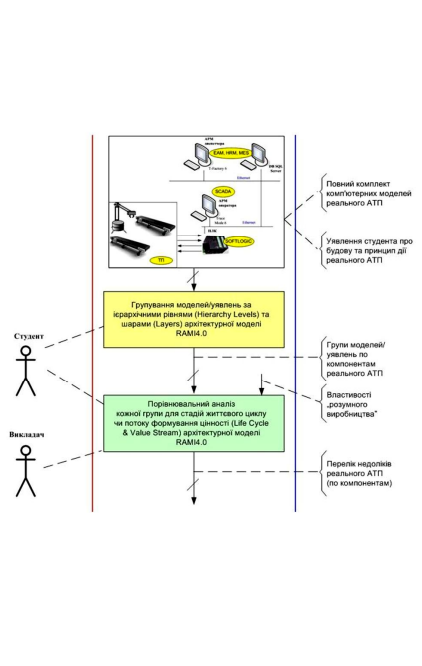 АРМ
EAM, HRM, MES
DB SQL
Server
Ethernet
SCADA
АРМ
оператора
Ethernet
ПЛК
SOFTLOGIC
ТП
Повний комплект
комп'ютерних моделей
реального АТП
Уявлення студента про
будову та принцип дії
реального АТП
Групування моделей/уявлень за
ієрархічними рівнями (Hierarchy Levels) та
шарами (Layers) архітектурної моделі
RAMI4.0
Студент
Групи моделей/
уявлень по
компонентам
реального АТП
Властивості
„розумного
виробництва"
Порівнювальний аналіз
кожної групи для стадій життєвого циклу
чи потоку формування цінності (Life Cycle
& Value Stream) архітектурної моделі
RAMI4.0
Викладач
Перелік недоліків
реального АТП
(по компонентам)